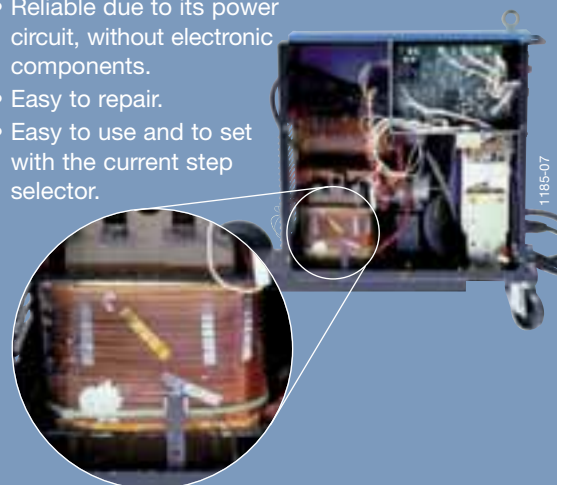 • Reliable due to its power
circuit, without electronic
components.
• Easy to repair.
• Easy to use and to set
with the current step
selector.
1185-07